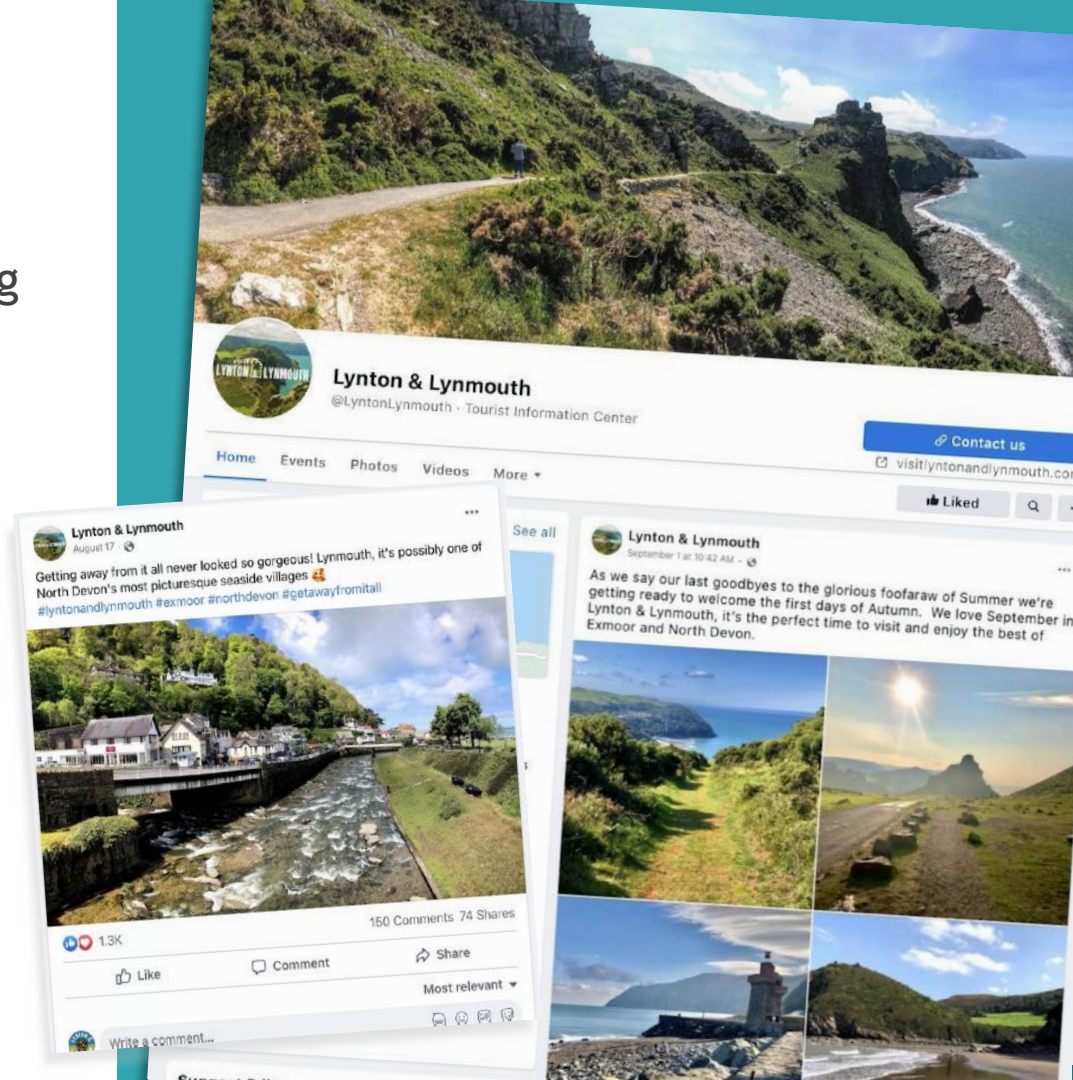 g
VISIT
LYNTON & LYNMOUTH
Lynton & Lynmouth
@LyntonLynmouth · Tourist Information Center
Contact us
visitlyntonandlynmouth.com
Home Events Photos Videos More
Liked
See all
Lynton & Lynmouth
August 17 ·
Getting away from it all never looked so gorgeous! Lynmouth, it's possibly one of
North Devon's most picturesque seaside villages 🥰
#lyntonandlynmouth #exmoor #northdevon #getawayfromitall
1.3K
150 Comments 74 Shares
Like Comment Share
Most relevant
Write a comment...
Lynton & Lynmouth
September 1 at 10:42 AM ·
As we say our last goodbyes to the glorious foofaraw of Summer we're
getting ready to welcome the first days of Autumn. We love September in
Lynton & Lynmouth, it's the perfect time to visit and enjoy the best of
Exmoor and North Devon.